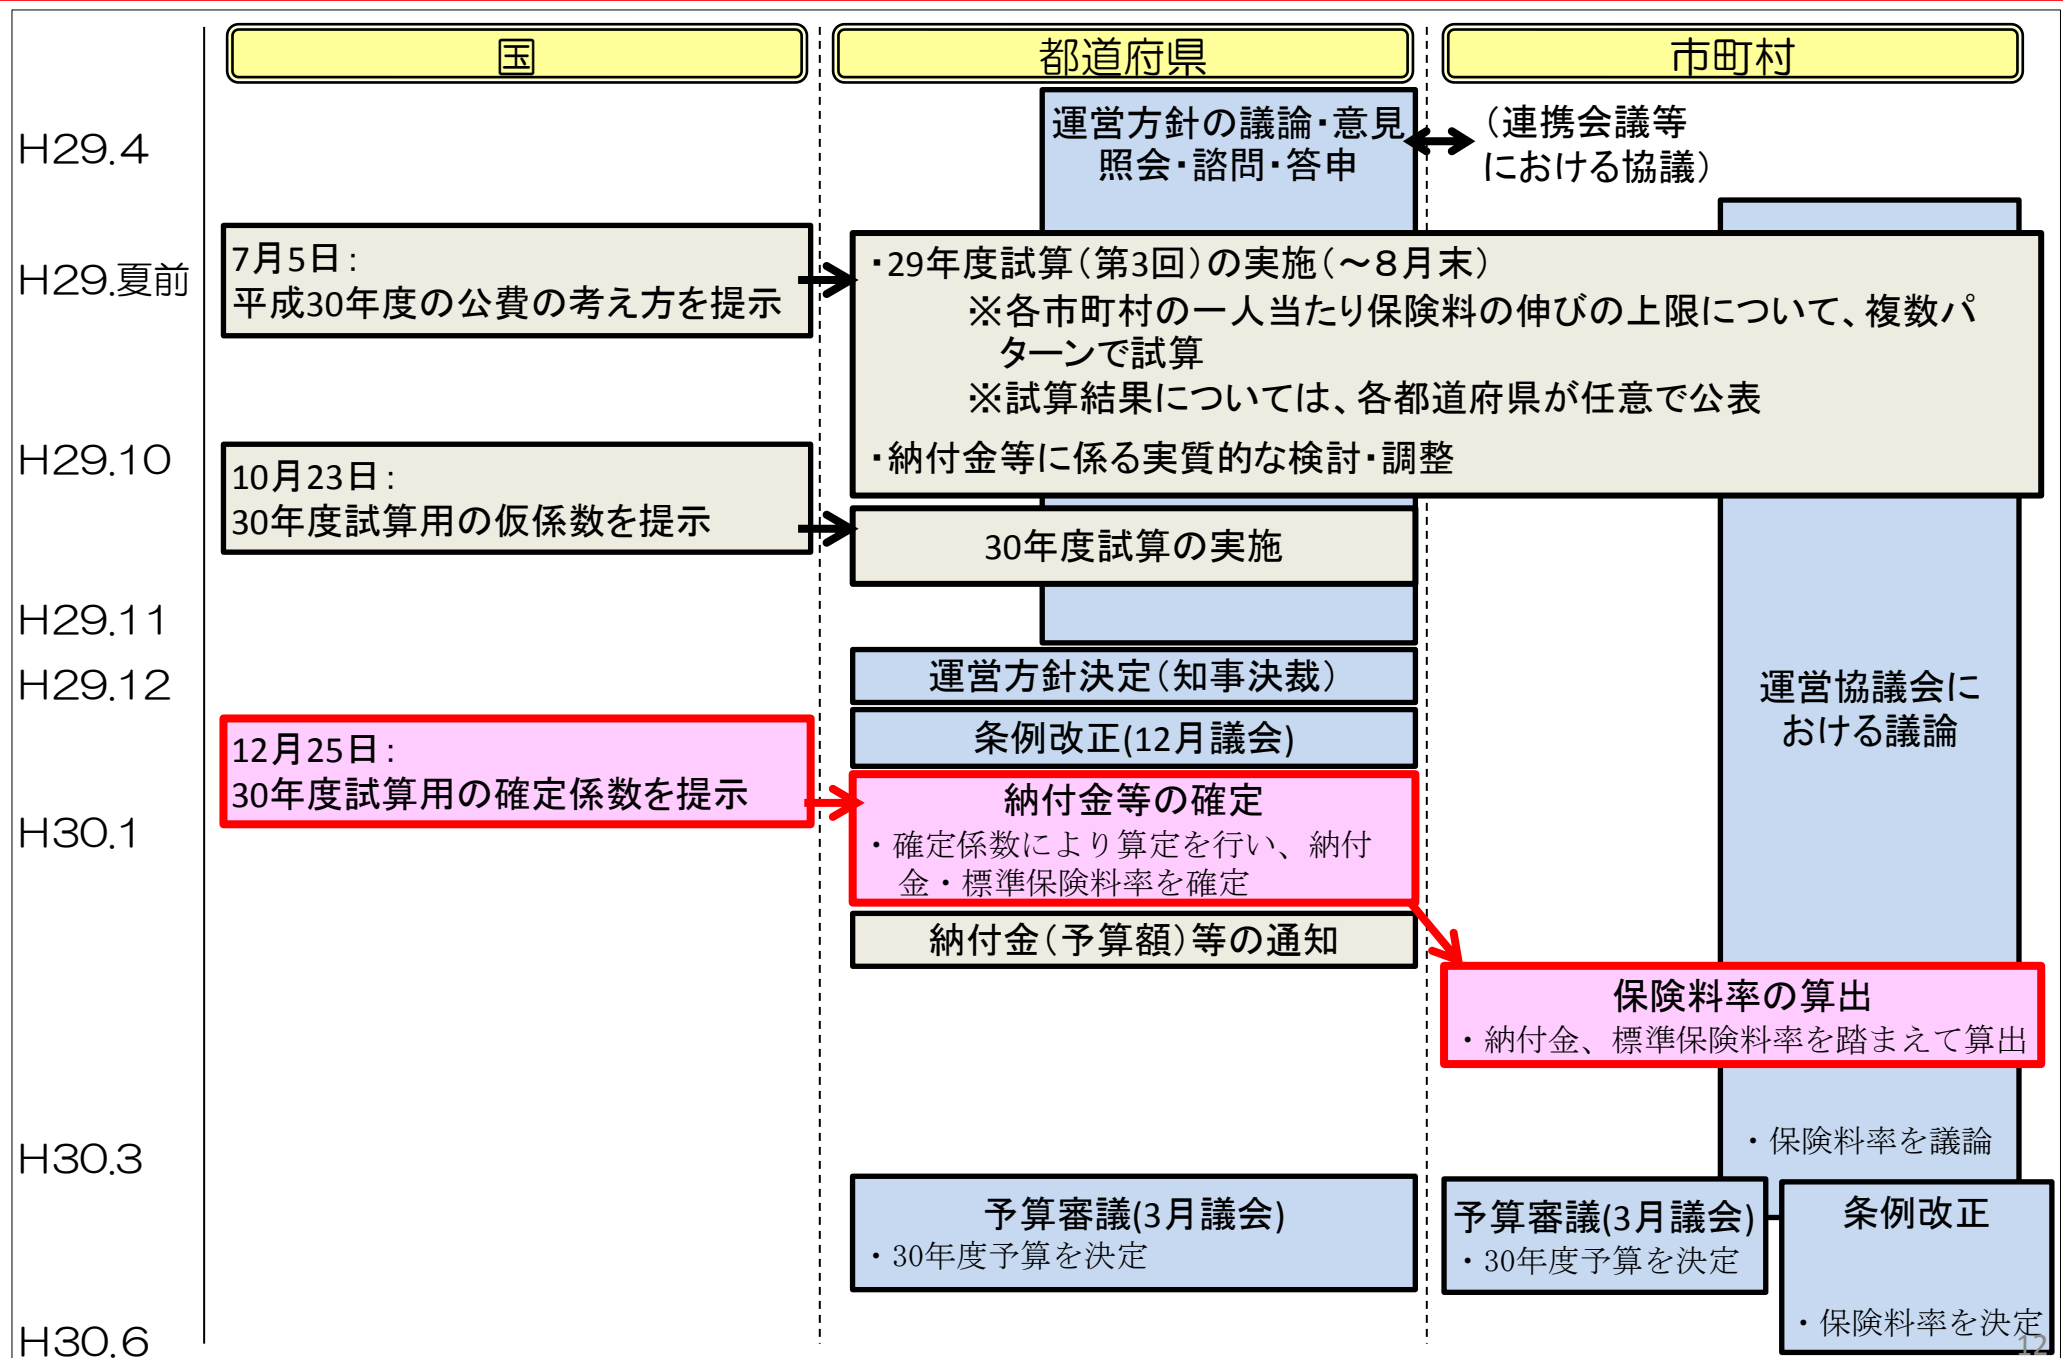 国
都道府県
市町村
H29.4
運営方針の議論・意見
照会・諮問・答申
（連携会議等
における協議）
H29.夏前
7月5日：
平成30年度の公費の考え方を提示
・29年度試算（第3回）の実施（～８月末）
※各市町村の一人当たり保険料の伸びの上限について、複数パ
ターンで試算
※試算結果については、各都道府県が任意で公表
・納付金等に係る実質的な検討・調整
H29.10
10月23日：
30年度試算用の仮係数を提示
30年度試算の実施
H29.11
H29.12
運営方針決定（知事決裁）
条例改正(12月議会)
運営協議会に
おける議論
12月25日：
30年度試算用の確定係数を提示
H30.1
納付金等の確定
・確定係数により算定を行い、納付
金・標準保険料率を確定
納付金（予算額）等の通知
保険料率の算出
・納付金、標準保険料率を踏まえて算出
・保険料率を議論
H30.3
予算審議(3月議会)
・30年度予算を決定
予算審議(3月議会)
・30年度予算を決定
条例改正
・保険料率を決定
H30.6
12